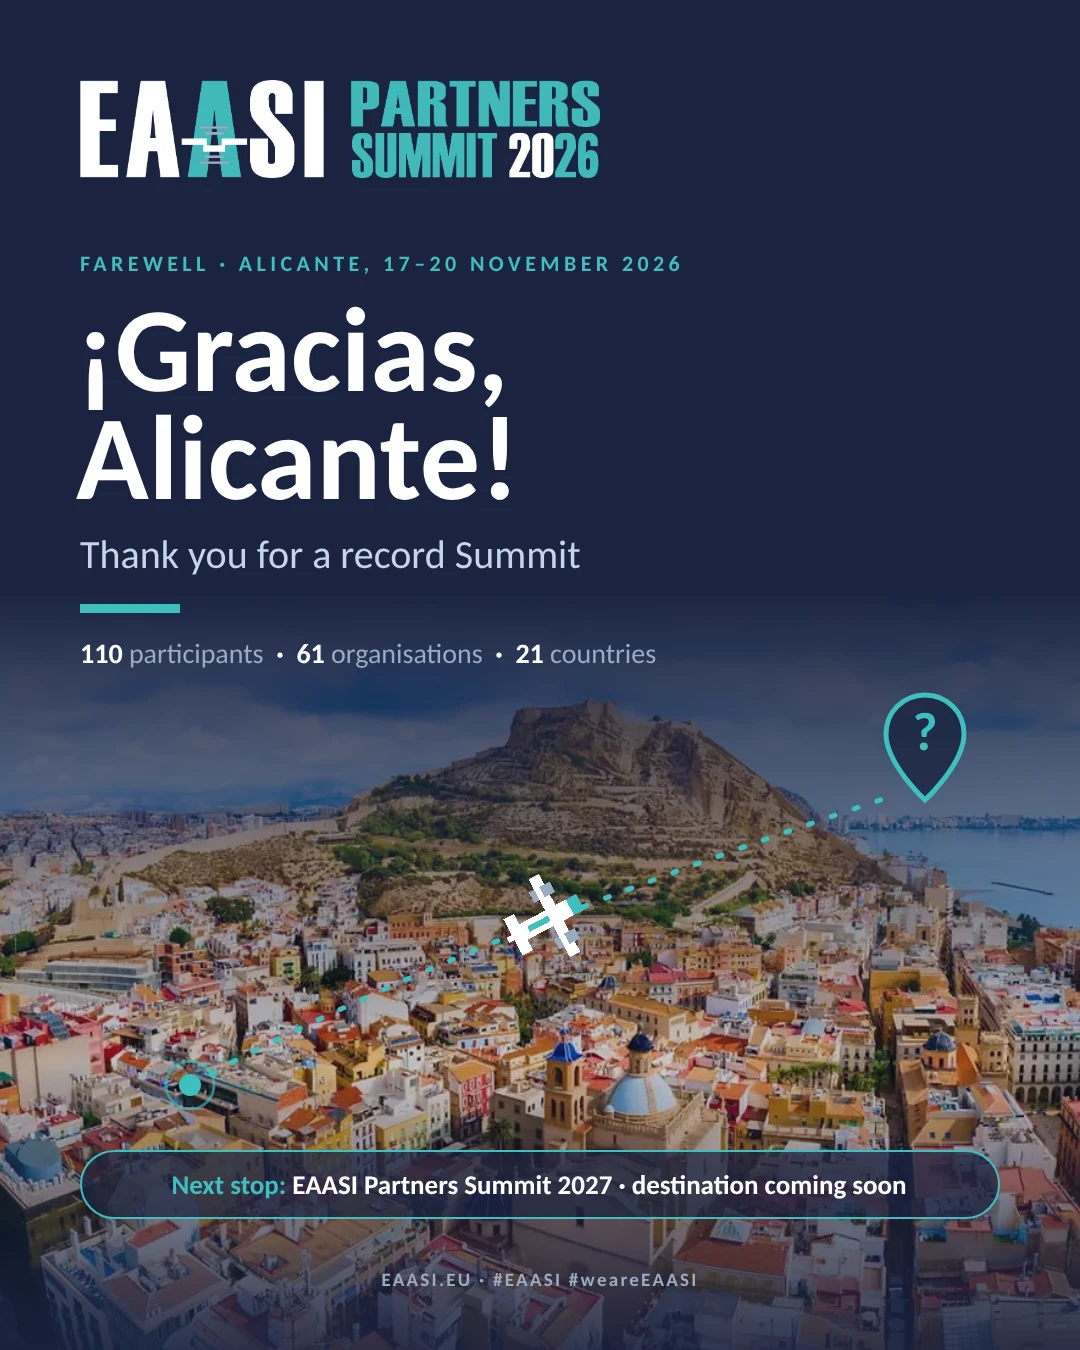 EAASI PARTNERS
SUMMIT 2026
FAREWELL · ALICANTE, 17–20 NOVEMBER 2026
¡Gracias,
Alicante!
Thank you for a record Summit
110 participants · 61 organisations · 21 countries
?
Next stop: EAASI Partners Summit 2027 · destination coming soon
EAASI.EU · #EAASI #weareEAASI